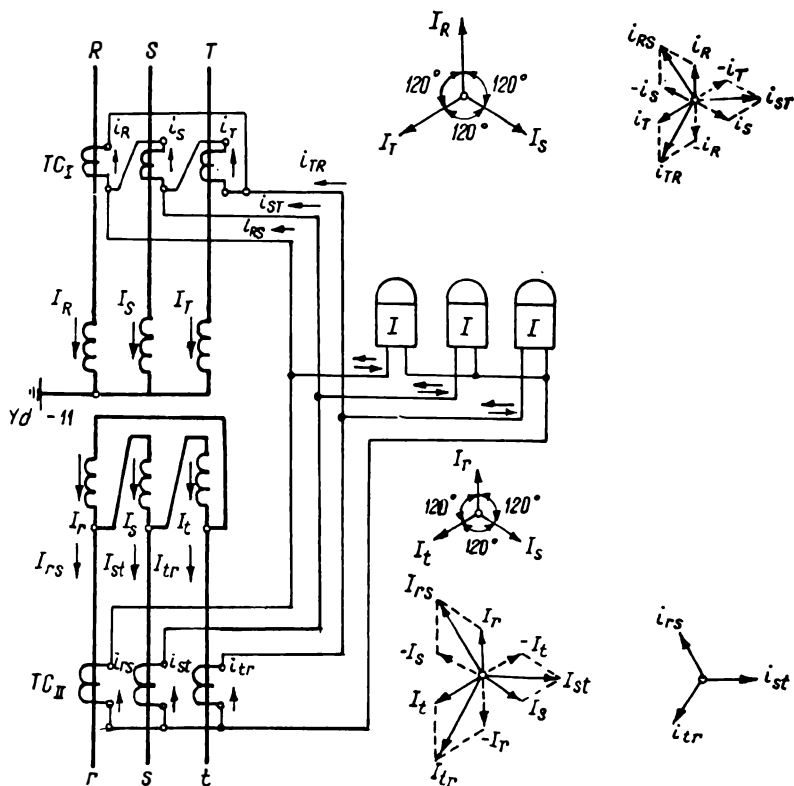 R S T
i_R i_S i_T
TC_I
i_TR
i_ST
i_RS
I_R I_S I_T
Yd -11
I_r I_s I_t
I_rs I_st I_tr
i_rs i_st i_tr
TC_II
r s t
I I I
I_R
120° 120°
120°
I_T I_S
i_RS i_R -i_T
-i_S i_ST
i_T i_s
i_TR -i_R
I_r
120° 120°
120°
I_t I_s
I_rs I_r
-I_s -I_t
I_st
I_t I_s
I_tr -I_r
i_rs
i_st
i_tr